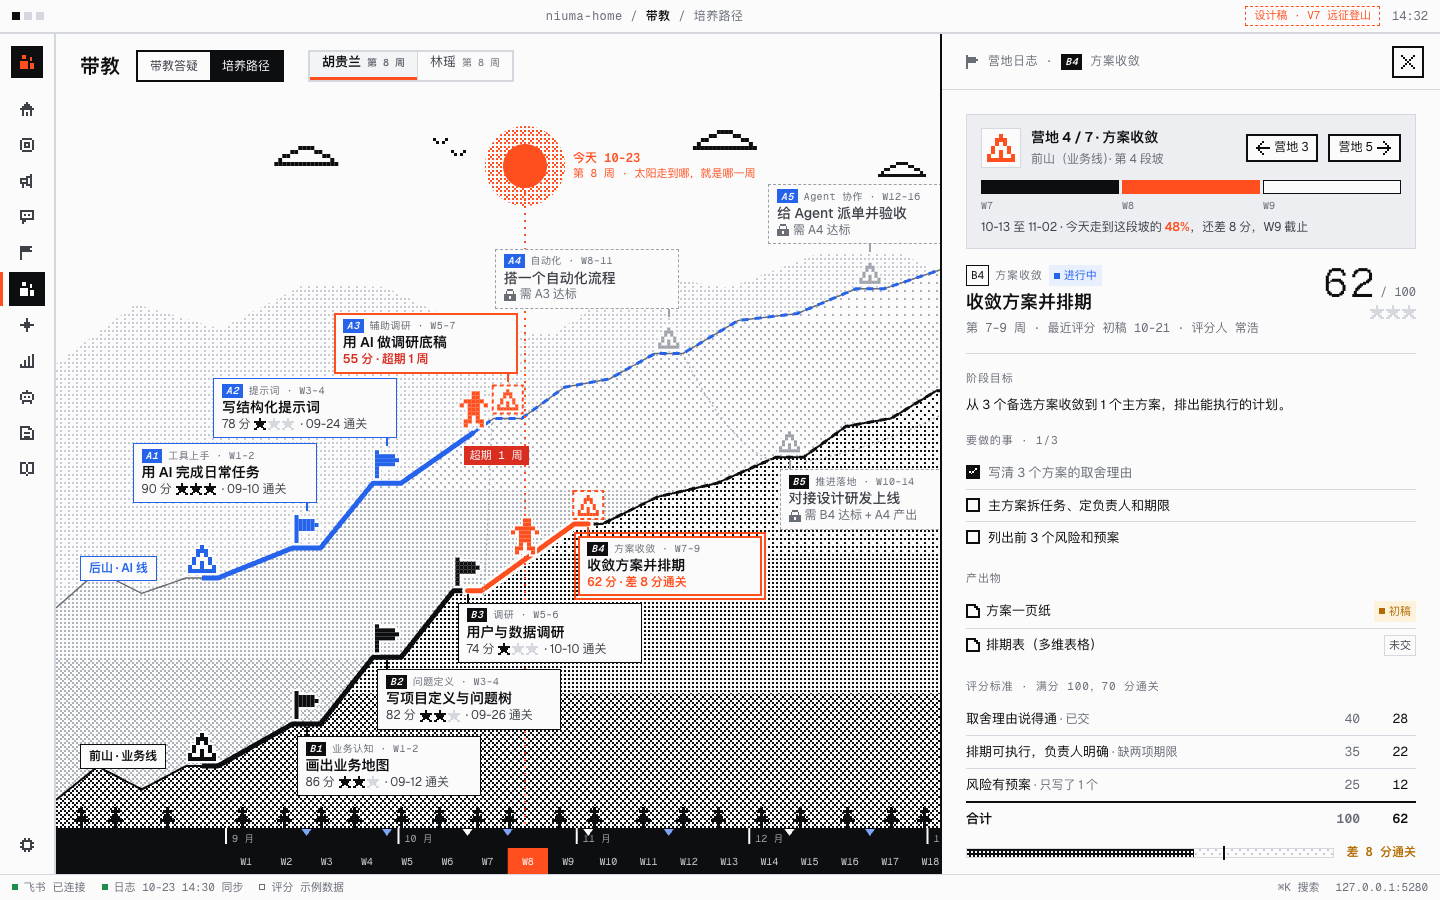 niuma-home / 带教 / 培养路径
设计稿 · V7 远征登山
14:32
带教
带教答疑
培养路径
胡贵兰 第 8 周
林瑶 第 8 周
今天 10-23
第 8 周 · 太阳走到哪，就是哪一周
A5 Agent 协作 · W12-16
给 Agent 派单并验收
需 A4 达标
A4 自动化 · W8-11
搭一个自动化流程
需 A3 达标
A3 辅助调研 · W5-7
用 AI 做调研底稿
55 分 · 超期 1 周
A2 提示词 · W3-4
写结构化提示词
78 分 · 09-24 通关
A1 工具上手 · W1-2
用 AI 完成日常任务
90 分 · 09-10 通关
超期 1 周
后山 · AI 线
B5 推进落地 · W10-14
对接设计研发上线
需 B4 达标 + A4 产出
B4 方案收敛 · W7-9
收敛方案并排期
62 分 · 差 8 分通关
B3 调研 · W5-6
用户与数据调研
74 分 · 10-10 通关
B2 问题定义 · W3-4
写项目定义与问题树
82 分 · 09-26 通关
前山 · 业务线
B1 业务认知 · W1-2
画出业务地图
86 分 · 09-12 通关
9 月
10 月
11 月
12 月
1
W1 W2 W3 W4 W5 W6 W7 W8 W9 W10 W11 W12 W13 W14 W15 W16 W17 W18
营地日志 · B4 方案收敛
营地 4 / 7 · 方案收敛
前山（业务线）· 第 4 段坡
营地 3
营地 5
W7 W8 W9
10-13 至 11-02 · 今天走到这段坡的 48%，还差 8 分，W9 截止
B4 方案收敛 进行中
收敛方案并排期
62 / 100
第 7-9 周 · 最近评分 初稿 10-21 · 评分人 常浩
阶段目标
从 3 个备选方案收敛到 1 个主方案，排出能执行的计划。
要做的事 · 1/3
写清 3 个方案的取舍理由
主方案拆任务、定负责人和期限
列出前 3 个风险和预案
产出物
方案一页纸 初稿
排期表（多维表格） 未交
评分标准 · 满分 100，70 分通关
取舍理由说得通 · 已交 40 28
排期可执行，负责人明确 · 缺两项期限 35 22
风险有预案 · 只写了 1 个 25 12
合计 100 62
差 8 分通关
飞书 已连接
日志 10-23 14:30 同步
评分 示例数据
⌘K 搜索
127.0.0.1:5280